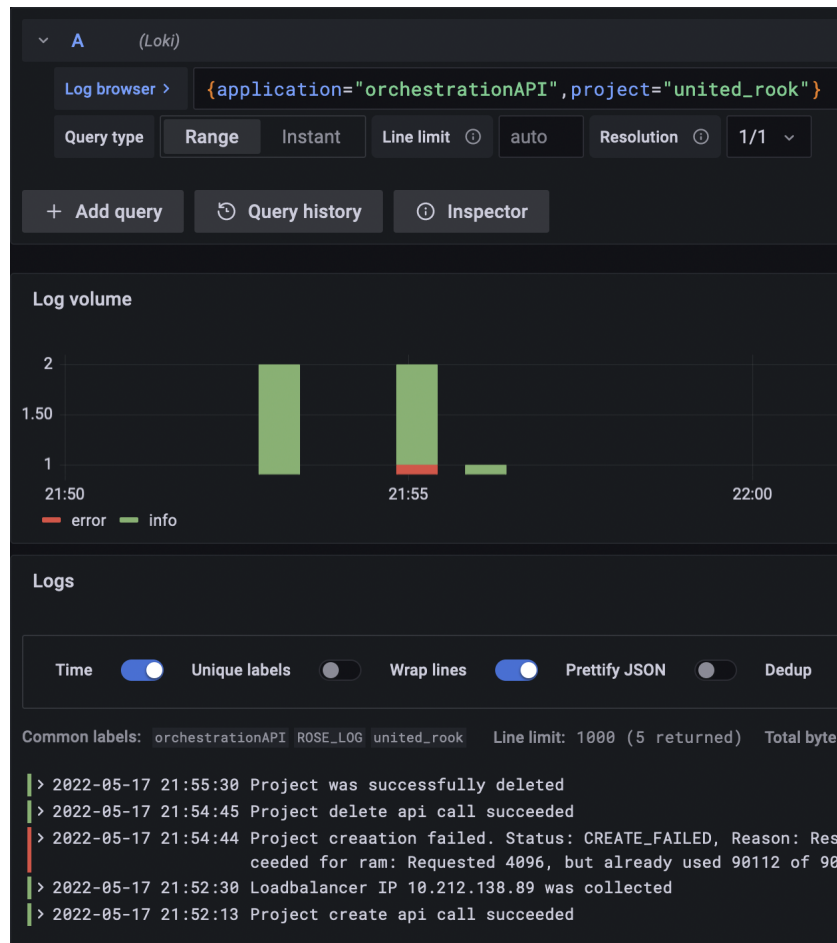 A (Loki)
Log browser > {application="orchestrationAPI",project="united_rook"}
Query type Range Instant Line limit auto Resolution 1/1
+ Add query Query history Inspector
Log volume
2
1.50
1
21:50 21:55 22:00
error info
Logs
Time Unique labels Wrap lines Prettify JSON Dedup
Common labels: orchestrationAPI ROSE_LOG united_rook Line limit: 1000 (5 returned) Total byte
> 2022-05-17 21:55:30 Project was successfully deleted
> 2022-05-17 21:54:45 Project delete api call succeeded
> 2022-05-17 21:54:44 Project creaation failed. Status: CREATE_FAILED, Reason: Res
ceeded for ram: Requested 4096, but already used 90112 of 90
> 2022-05-17 21:52:30 Loadbalancer IP 10.212.138.89 was collected
> 2022-05-17 21:52:13 Project create api call succeeded